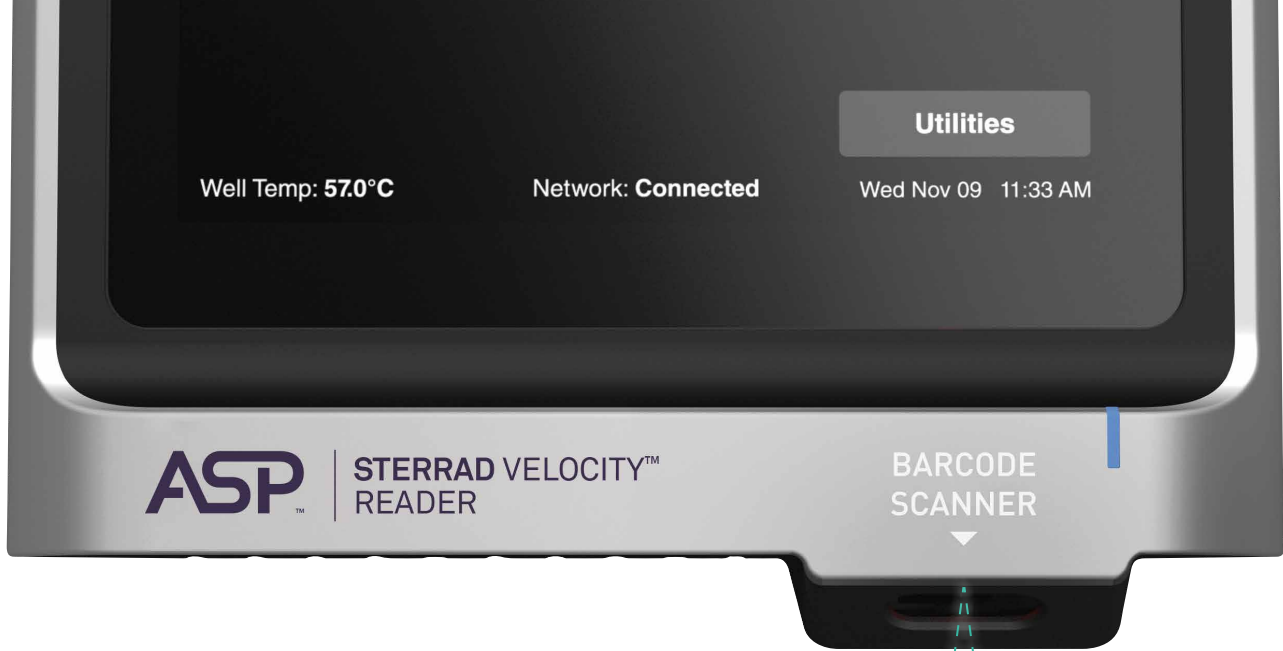 Utilities
Well Temp: 57.0°C Network: Connected Wed Nov 09 11:33 AM
ASP™ STERRAD VELOCITY™
READER
BARCODE
SCANNER